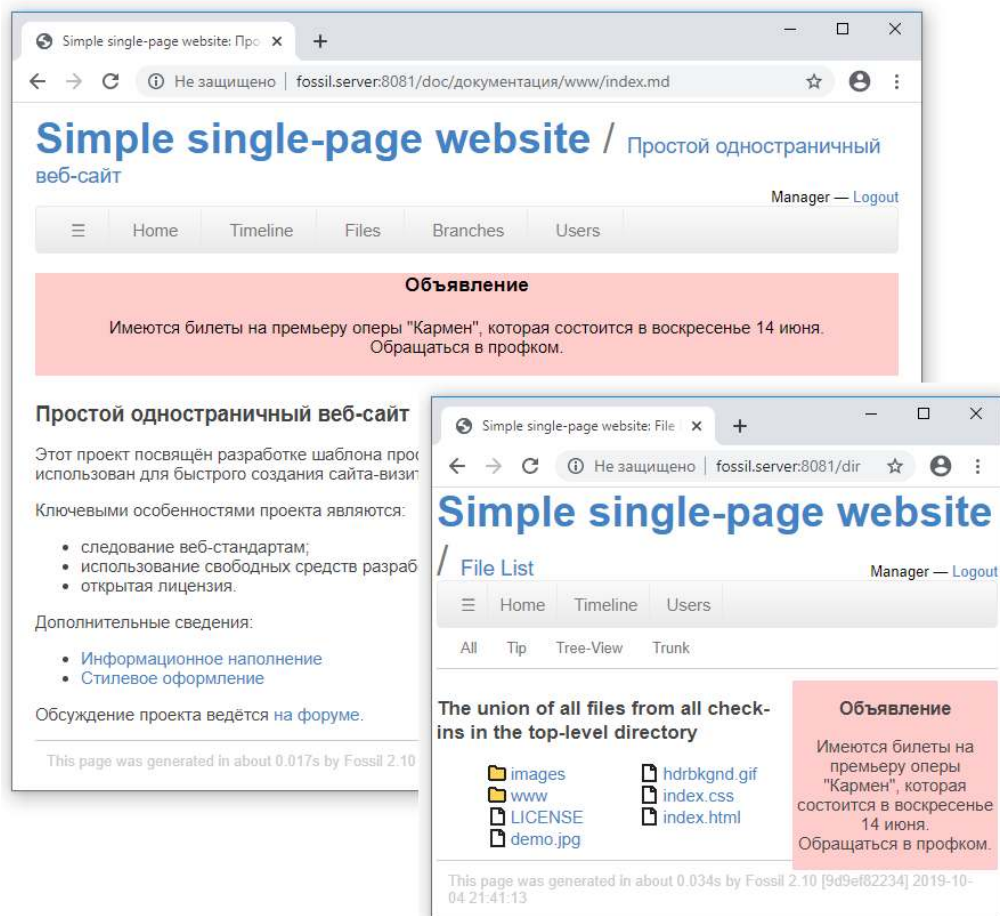 Simple single-page website: Про
Не защищено | fossil.server:8081/doc/документация/www/index.md
Simple single-page website / Простой одностраничный
веб-сайт
Manager — Logout
☰ Home Timeline Files Branches Users
Объявление
Имеются билеты на премьеру оперы "Кармен", которая состоится в воскресенье 14 июня.
Обращаться в профком.
Простой одностраничный веб-сайт
Этот проект посвящён разработке шаблона
использован для быстрого создания
Ключевыми особенностями проекта являются:
следование веб-стандартам;
использование свободных средств
открытая лицензия.
Дополнительные сведения:
Информационное наполнение
Стилевое оформление
Обсуждение проекта ведётся на форуме.
This page was generated in about 0.017s by Fossil 2.10
Simple single-page website: File
Не защищено | fossil.server:8081/dir
Simple single-page website
/ File List
Manager — Logout
☰ Home Timeline Users
All Tip Tree-View Trunk
The union of all files from all check-
ins in the top-level directory
images
www
LICENSE
demo.jpg
hdrbkgnd.gif
index.css
index.html
Объявление
Имеются билеты на
премьеру оперы
"Кармен", которая
состоится в воскресенье
14 июня.
Обращаться в профком.
This page was generated in about 0.034s by Fossil 2.10 [9d9ef82234] 2019-10-
04 21:41:13